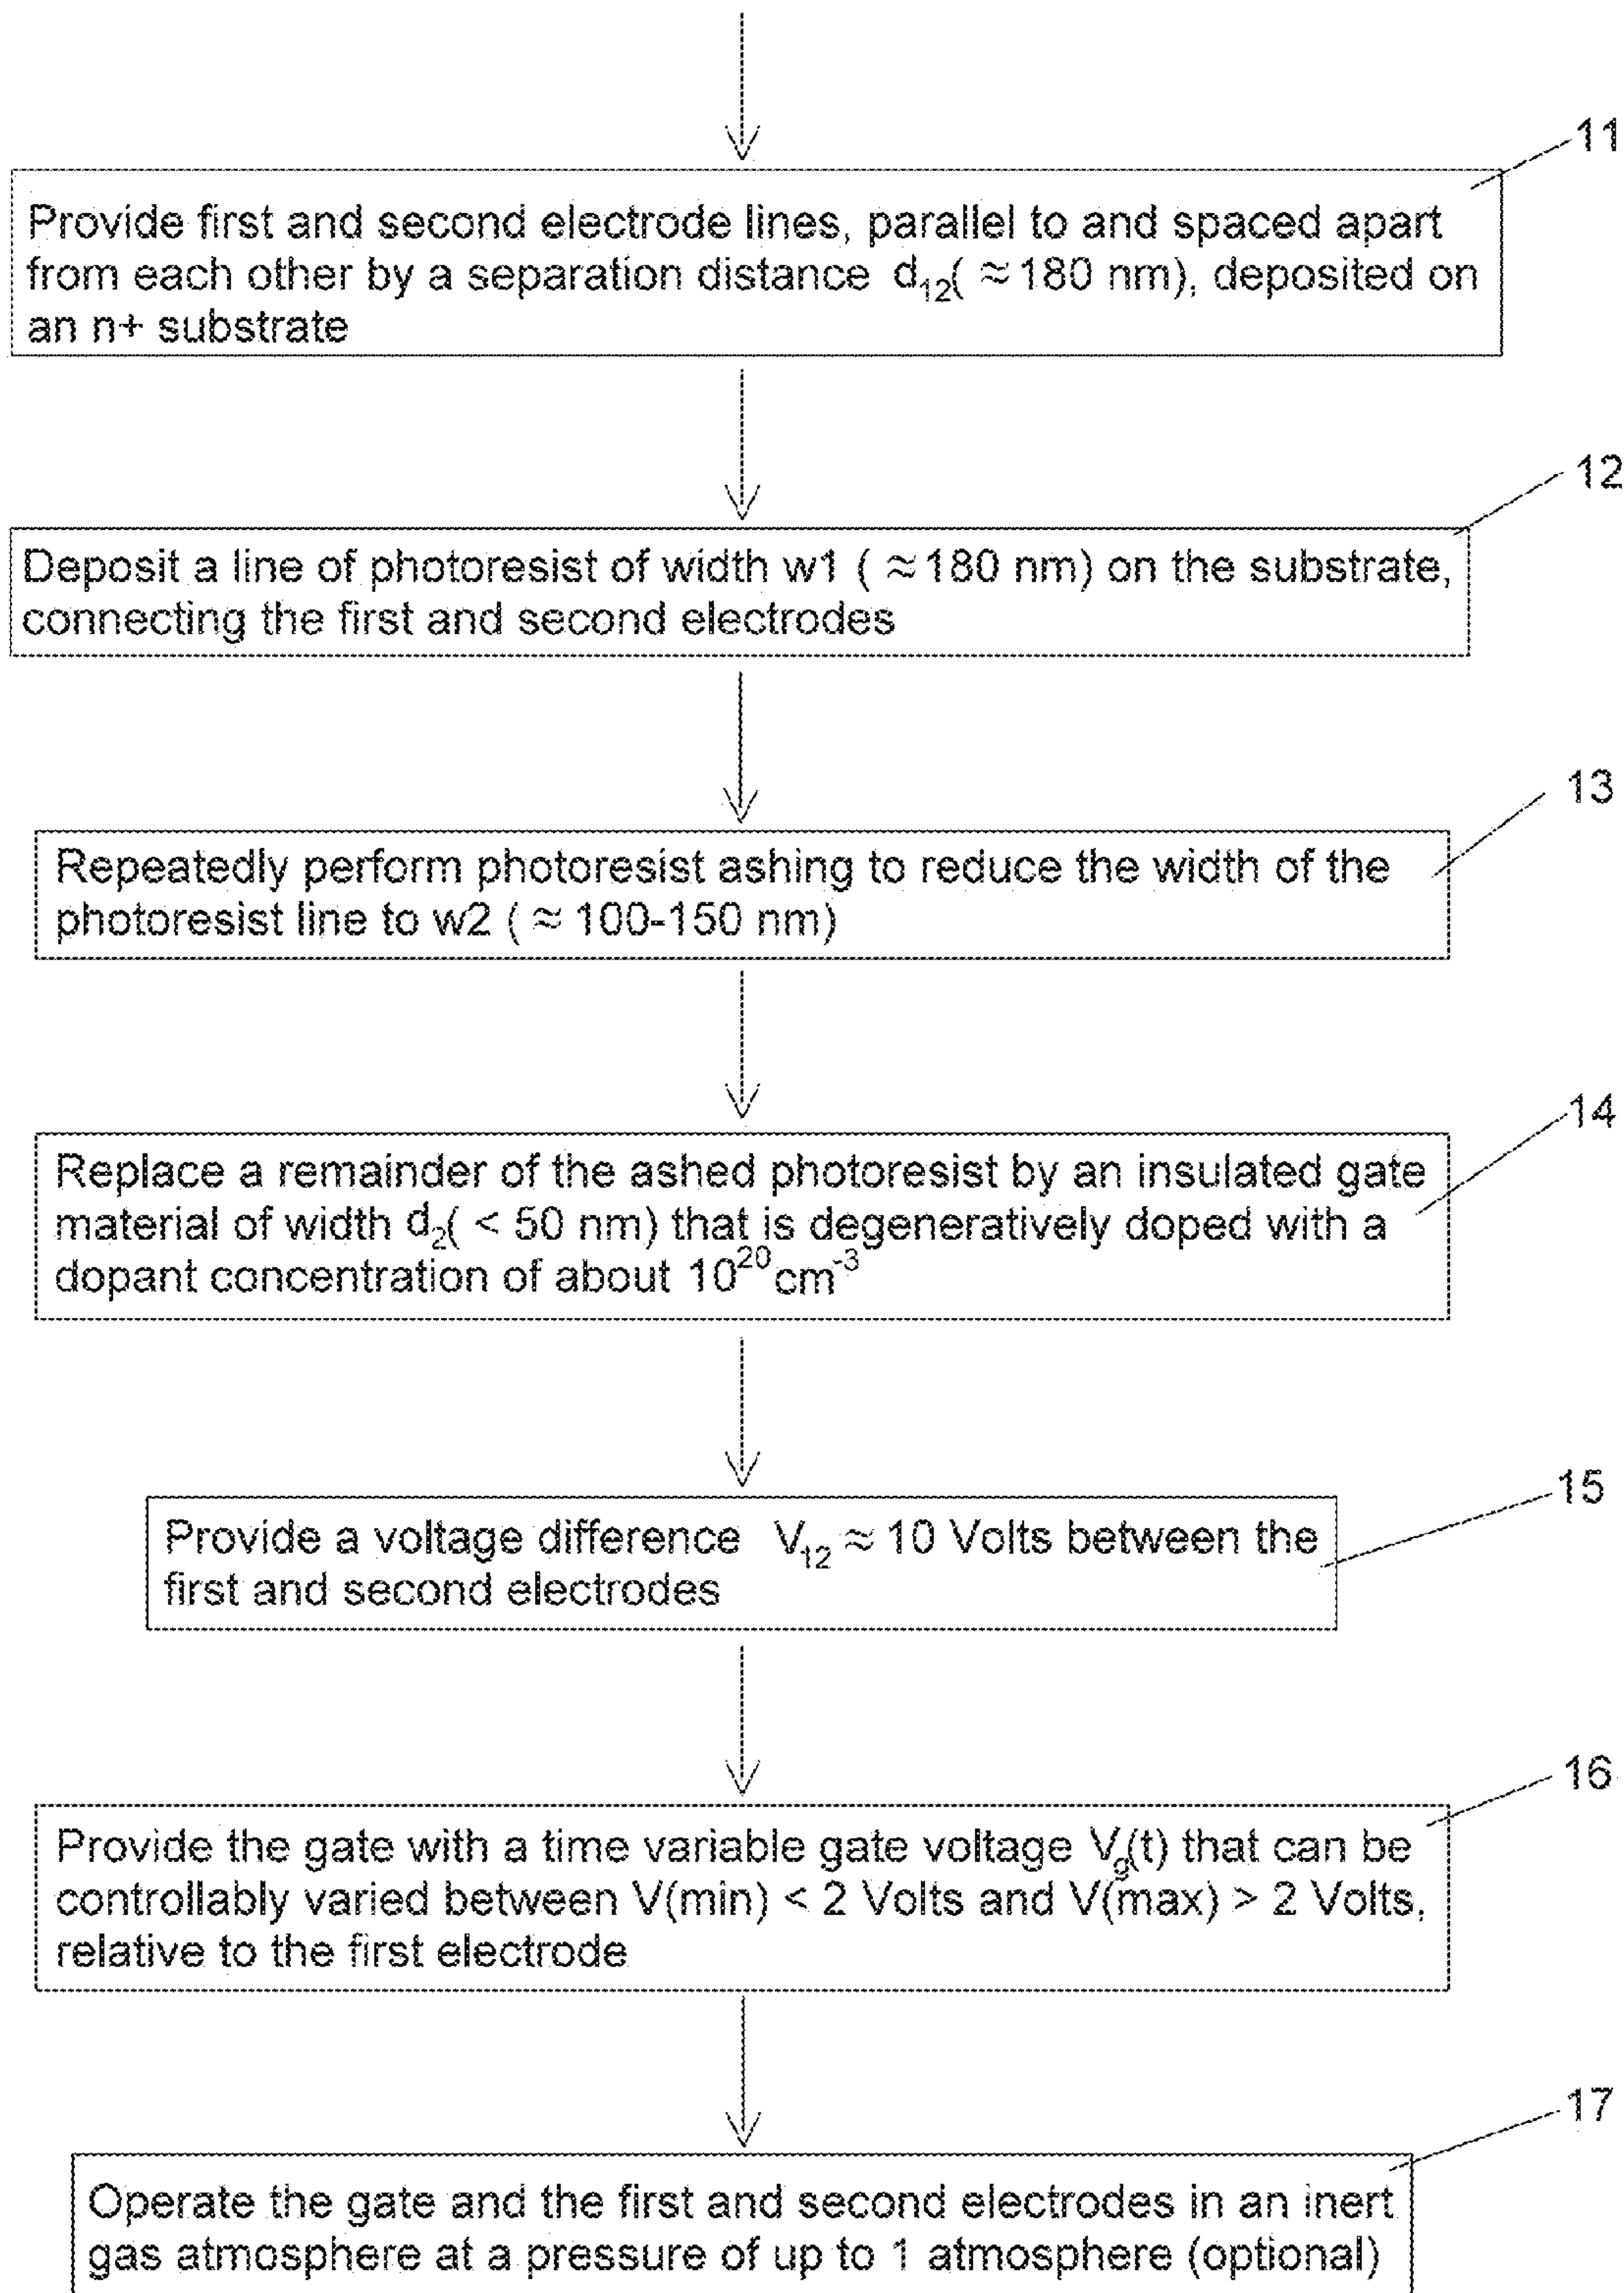 11
Provide first and second electrode lines, parallel to and spaced apart
from each other by a separation distance d₁₂( ≈180 nm), deposited on
an n+ substrate
12
Deposit a line of photoresist of width w1 ( ≈180 nm) on the substrate,
connecting the first and second electrodes
13
Repeatedly perform photoresist ashing to reduce the width of the
photoresist line to w2 ( ≈ 100-150 nm)
14
Replace a remainder of the ashed photoresist by an insulated gate
material of width d₂( < 50 nm) that is degeneratively doped with a
dopant concentration of about 10²⁰cm⁻³
15
Provide a voltage difference V₁₂ ≈ 10 Volts between the
first and second electrodes
16
Provide the gate with a time variable gate voltage V_g(t) that can be
controllably varied between V(min) < 2 Volts and V(max) > 2 Volts,
relative to the first electrode
17
Operate the gate and the first and second electrodes in an inert
gas atmosphere at a pressure of up to 1 atmosphere (optional)